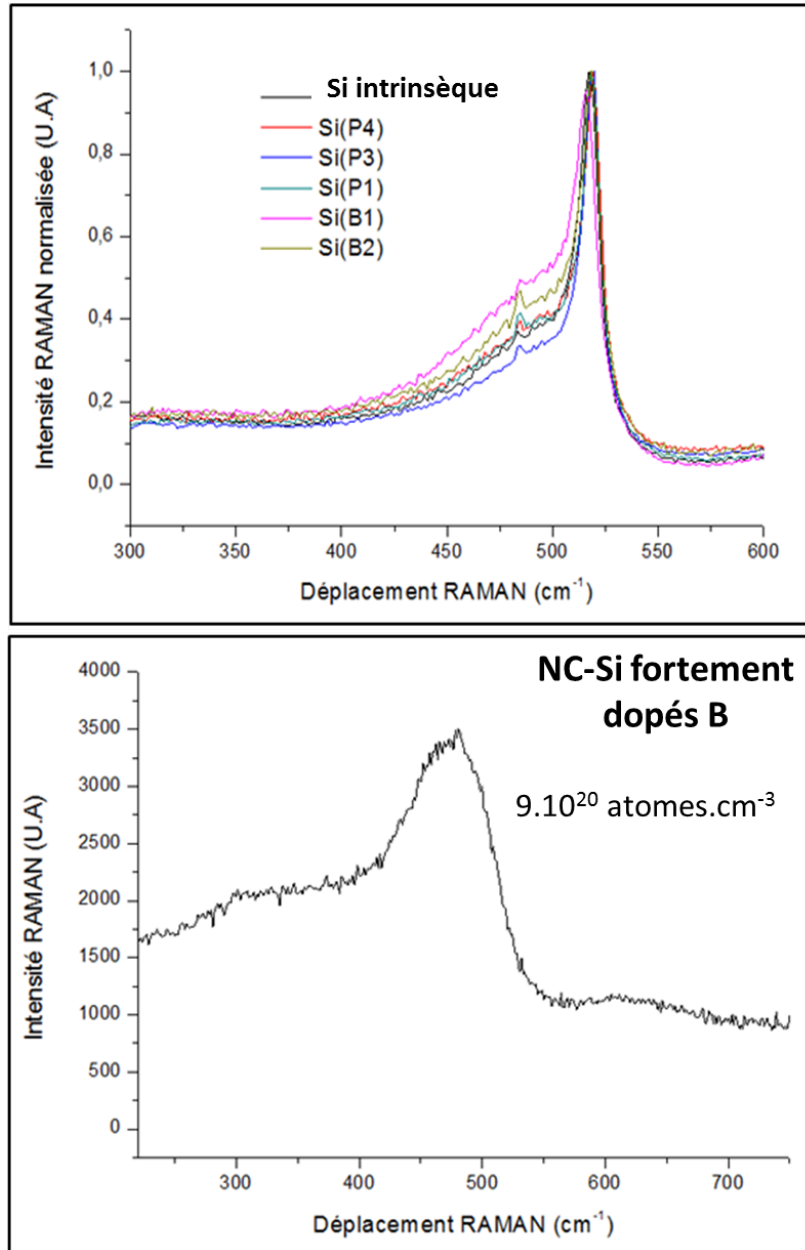 Intensité RAMAN normalisée (U.A)
1,0
0,8
0,6
0,4
0,2
0,0
Si intrinsèque
Si(P4)
Si(P3)
Si(P1)
Si(B1)
Si(B2)
300 350 400 450 500 550 600
Déplacement RAMAN (cm-1)
Intensité RAMAN (U.A)
4000
3500
3000
2500
2000
1500
1000
500
0
NC-Si fortement
dopés B
9.10^20 atomes.cm-3
300 400 500 600 700
Déplacement RAMAN (cm-1)